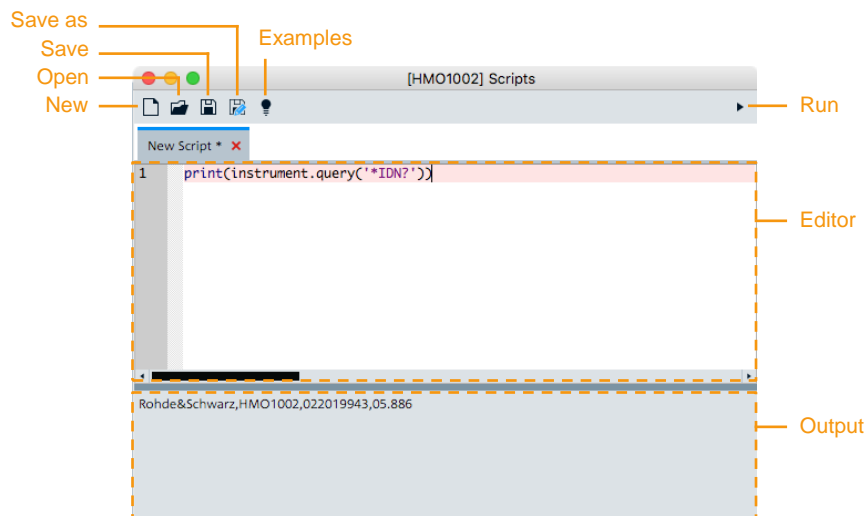 Save as
Save
Examples
Open
[HMO1002] Scripts
New
Run
New Script *
1 print(instrument.query('*IDN?'))
Editor
Rohde&Schwarz,HMO1002,022019943,05.886
Output